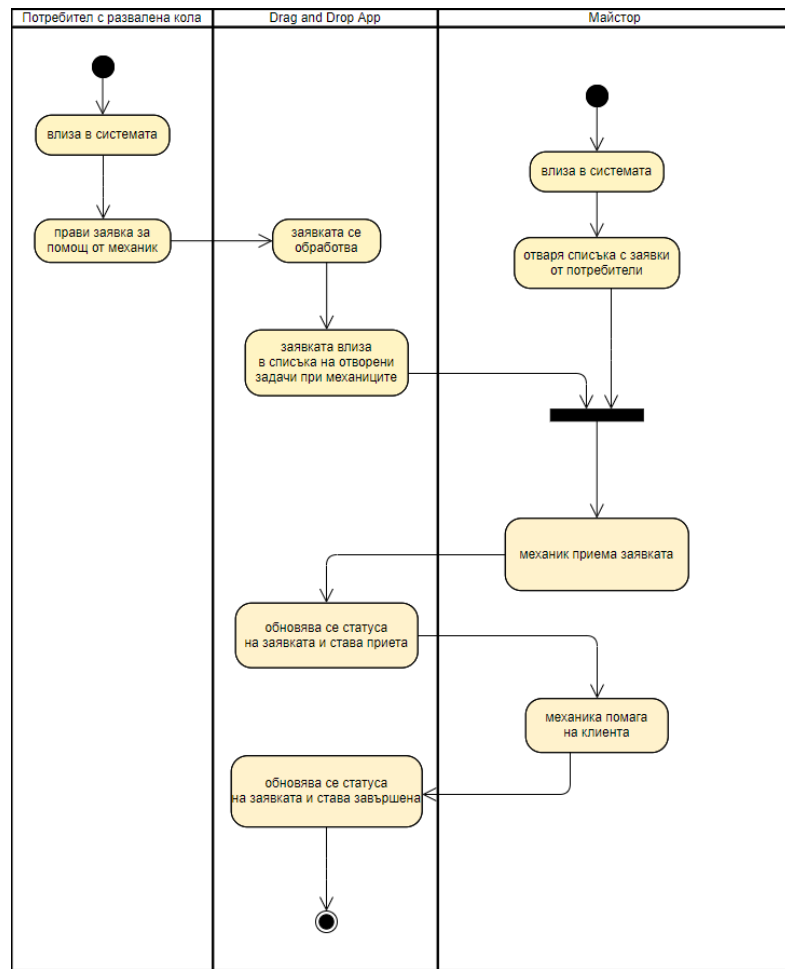 Потребител с развалена кола
Drag and Drop App
Майстор
влиза в системата
прави заявка за
помощ от механик
заявката се
обработва
заявката влиза
в списъка на отворени
задачи при механиците
влиза в системата
отваря списъка с заявки
от потребители
механик приема заявката
обновява се статуса
на заявката и става приета
механика помага
на клиента
обновява се статуса
на заявката и става завършена